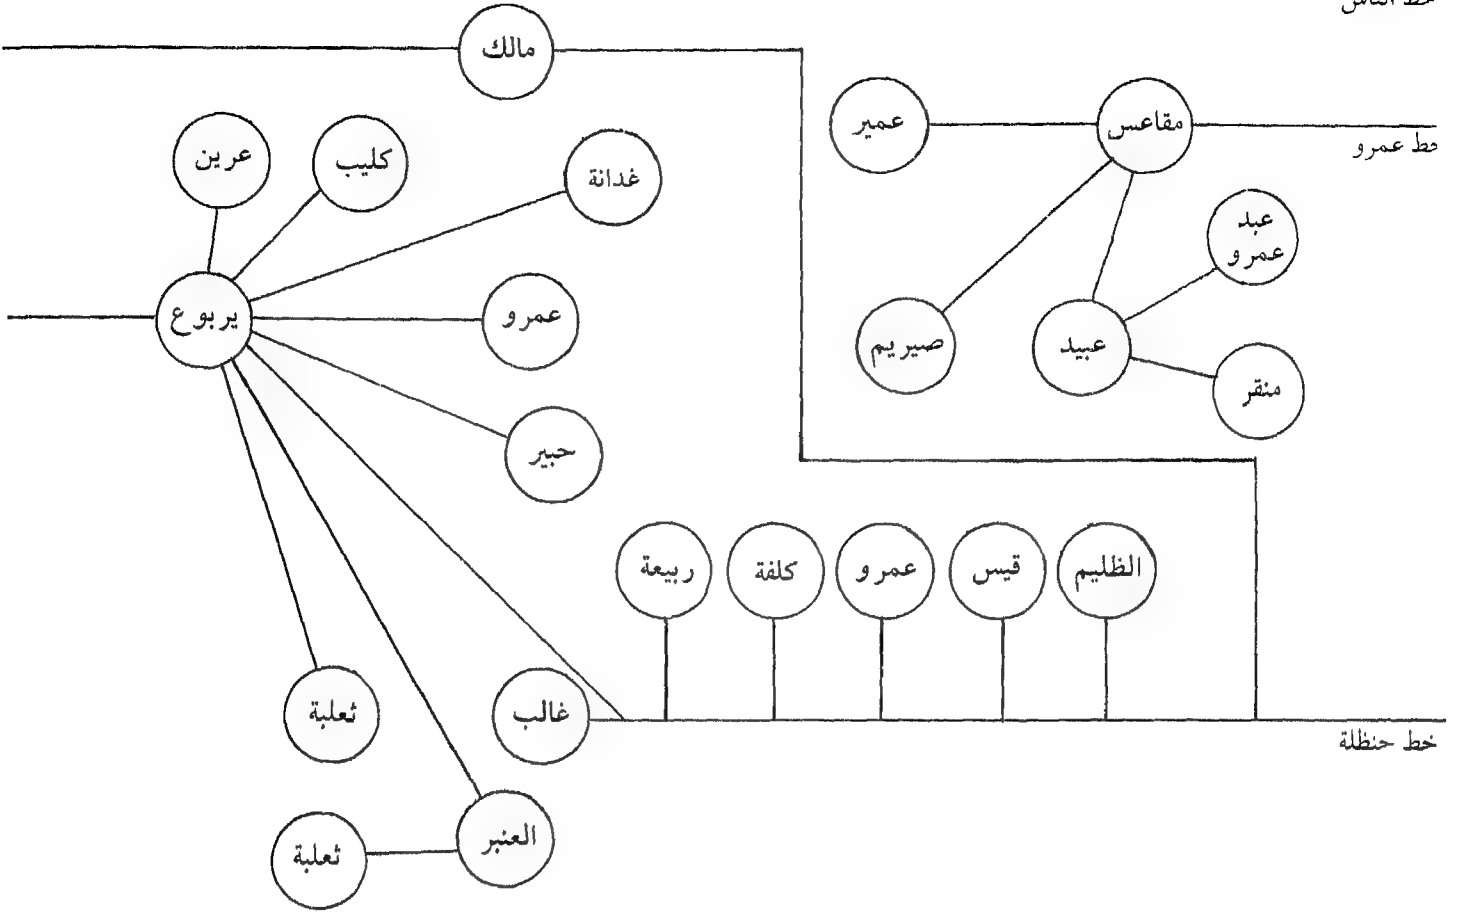 مالك
عمير
مقاعس
خط عمرو
عرين
كليب
غدانة
عبد
عمرو
يربوع
عمرو
صيريم
عبيد
منقر
حبير
ربيعة
كلفة
عمرو
قيس
الظليم
ثعلبة
غالب
خط حنظلة
العنبر
ثعلبة